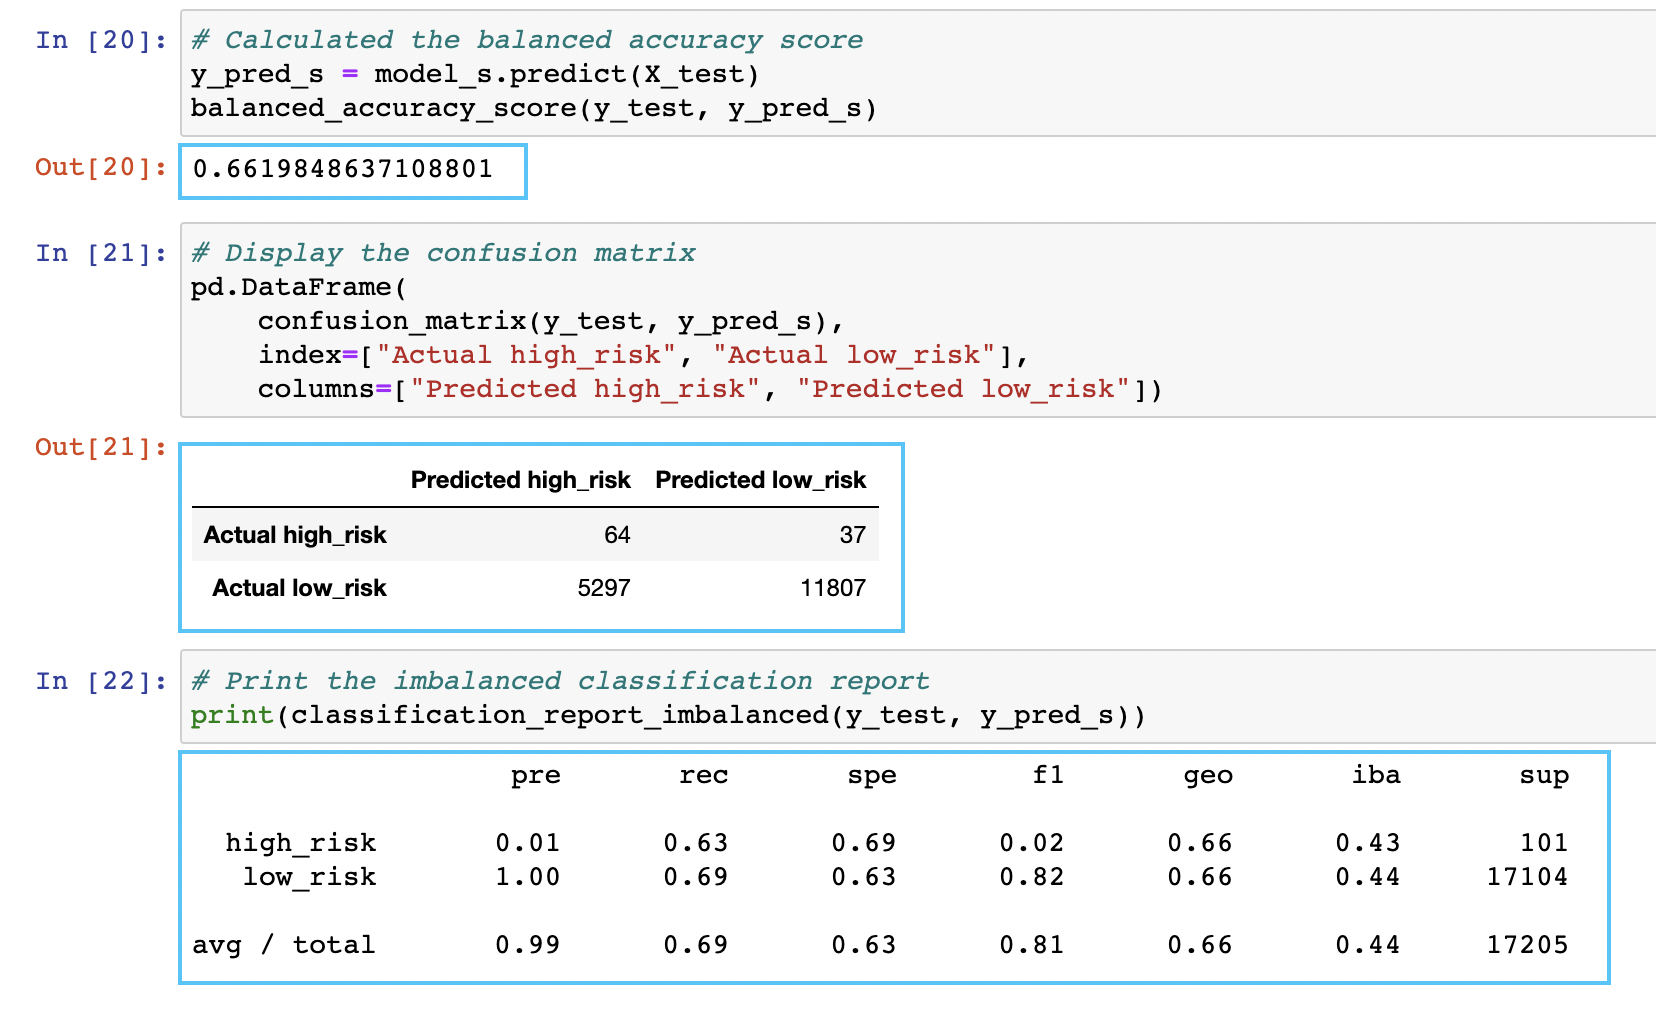 In [20]: # Calculated the balanced accuracy score
y_pred_s = model_s.predict(X_test)
balanced_accuracy_score(y_test, y_pred_s)
Out[20]: 0.6619848637108801
In [21]: # Display the confusion matrix
pd.DataFrame(
    confusion_matrix(y_test, y_pred_s),
    index=["Actual high_risk", "Actual low_risk"],
    columns=["Predicted high_risk", "Predicted low_risk"])
Out[21]:
Predicted high_risk Predicted low_risk
Actual high_risk 64 37
Actual low_risk 5297 11807
In [22]: # Print the imbalanced classification report
print(classification_report_imbalanced(y_test, y_pred_s))
pre rec spe f1 geo iba sup
high_risk 0.01 0.63 0.69 0.02 0.66 0.43 101
low_risk 1.00 0.69 0.63 0.82 0.66 0.44 17104
avg / total 0.99 0.69 0.63 0.81 0.66 0.44 17205